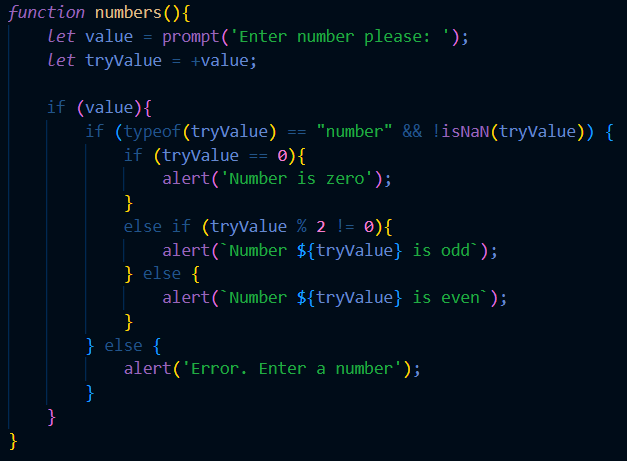 function numbers(){
    let value = prompt('Enter number please: ');
    let tryValue = +value;

    if (value){
        if (typeof(tryValue) == "number" && !isNaN(tryValue)) {
            if (tryValue == 0){
                alert('Number is zero');
            }
            else if (tryValue % 2 != 0){
                alert(`Number ${tryValue} is odd`);
            } else {
                alert(`Number ${tryValue} is even`);
            }
        } else {
            alert('Error. Enter a number');
        }
    }
}